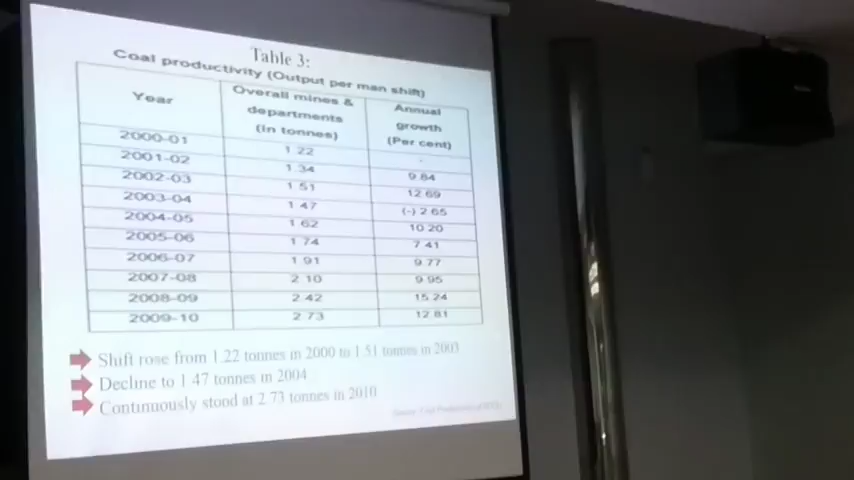 Table 3:
Coal productivity (Output per man shift)
Year Overall mines & departments (In tonnes) Annual growth (Per cent)
2000-01 1.22 -
2001-02 1.34 9.84
2002-03 1.51 12.69
2003-04 1.47 (-) 2.65
2004-05 1.62 10.20
2005-06 1.74 7.41
2006-07 1.91 9.77
2007-08 2.10 9.95
2008-09 2.42 15.24
2009-10 2.73 12.81
Shift rose from 1.22 tonnes in 2000 to 1.51 tonnes in 2003
Decline to 1.47 tonnes in 2004
Continuously stood at 2.73 tonnes in 2010